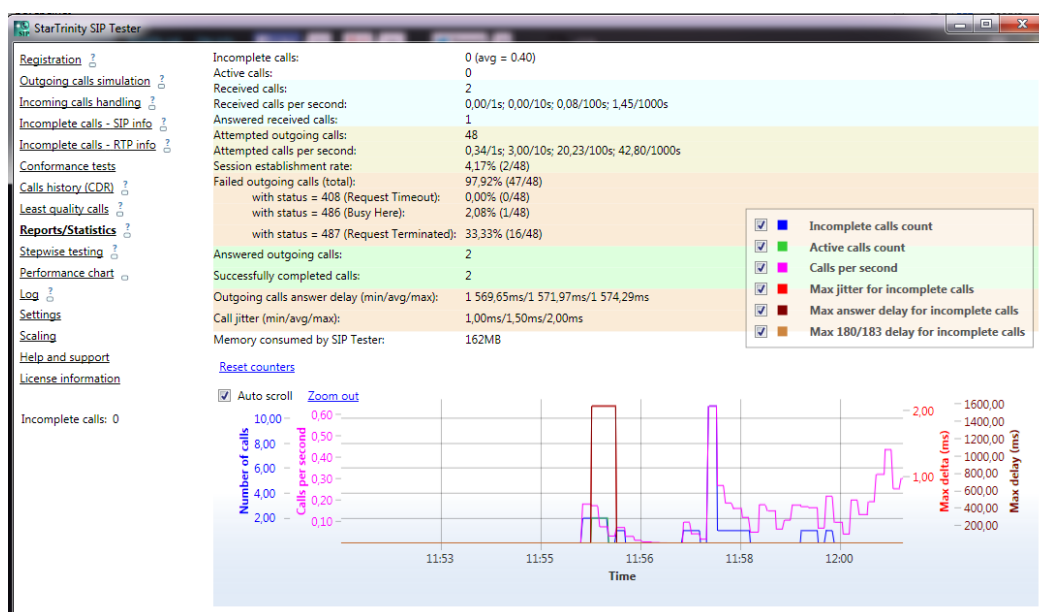 StarTrinity SIP Tester
Registration ?
Outgoing calls simulation ?
Incoming calls handling ?
Incomplete calls - SIP info ?
Incomplete calls - RTP info ?
Conformance tests
Calls history (CDR) ?
Least quality calls ?
Reports/Statistics ?
Stepwise testing ?
Performance chart
Log ?
Settings
Scaling
Help and support
License information
Incomplete calls: 0
Incomplete calls: 0 (avg = 0.40)
Active calls: 0
Received calls: 2
Received calls per second: 0,00/1s; 0,00/10s; 0,08/100s; 1,45/1000s
Answered received calls: 1
Attempted outgoing calls: 48
Attempted calls per second: 0,34/1s; 3,00/10s; 20,23/100s; 42,80/1000s
Session establishment rate: 4,17% (2/48)
Failed outgoing calls (total): 97,92% (47/48)
with status = 408 (Request Timeout): 0,00% (0/48)
with status = 486 (Busy Here): 2,08% (1/48)
with status = 487 (Request Terminated): 33,33% (16/48)
Answered outgoing calls: 2
Successfully completed calls: 2
Outgoing calls answer delay (min/avg/max): 1 569,65ms/1 571,97ms/1 574,29ms
Call jitter (min/avg/max): 1,00ms/1,50ms/2,00ms
Memory consumed by SIP Tester: 162MB
Incomplete calls count
Active calls count
Calls per second
Max jitter for incomplete calls
Max answer delay for incomplete calls
Max 180/183 delay for incomplete calls
Reset counters
Auto scroll Zoom out
Number of calls
10,00
8,00
6,00
4,00
2,00
Calls per second
0,60
0,50
0,40
0,30
0,20
0,10
2,00
1,00
Max delta (ms)
1600,00
1400,00
1200,00
1000,00
800,00
600,00
400,00
200,00
Max delay (ms)
11:53 11:55 11:56 11:58 12:00
Time